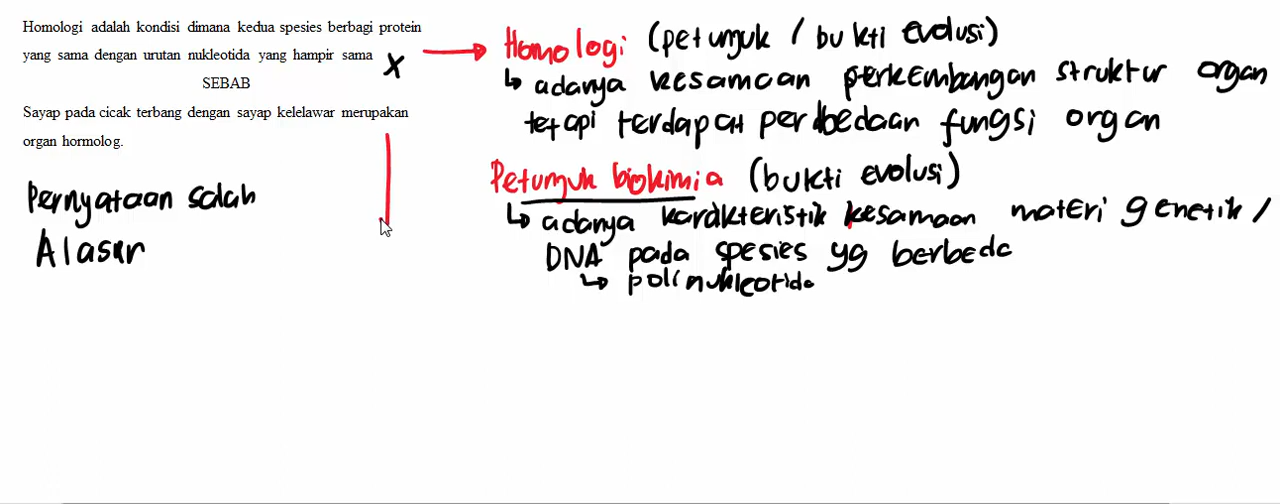 Homologi adalah kondisi dimana kedua spesies berbagi protein
yang sama dengan urutan nukleotida yang hampir sama
X
SEBAB
Sayap pada cicak terbang dengan sayap kelelawar merupakan
organ hormolog.
Pernyataan salah
Alasan
Homologi (petunjuk / bukti evolusi)
↳ adanya kesamaan perkembangan struktur organ
tetapi terdapat perbedaan fungsi organ
Petunjuk biokimia (bukti evolusi)
↳ adanya karakteristik kesamaan materi genetik /
DNA pada spesies yg berbeda
↳ polinukleotida